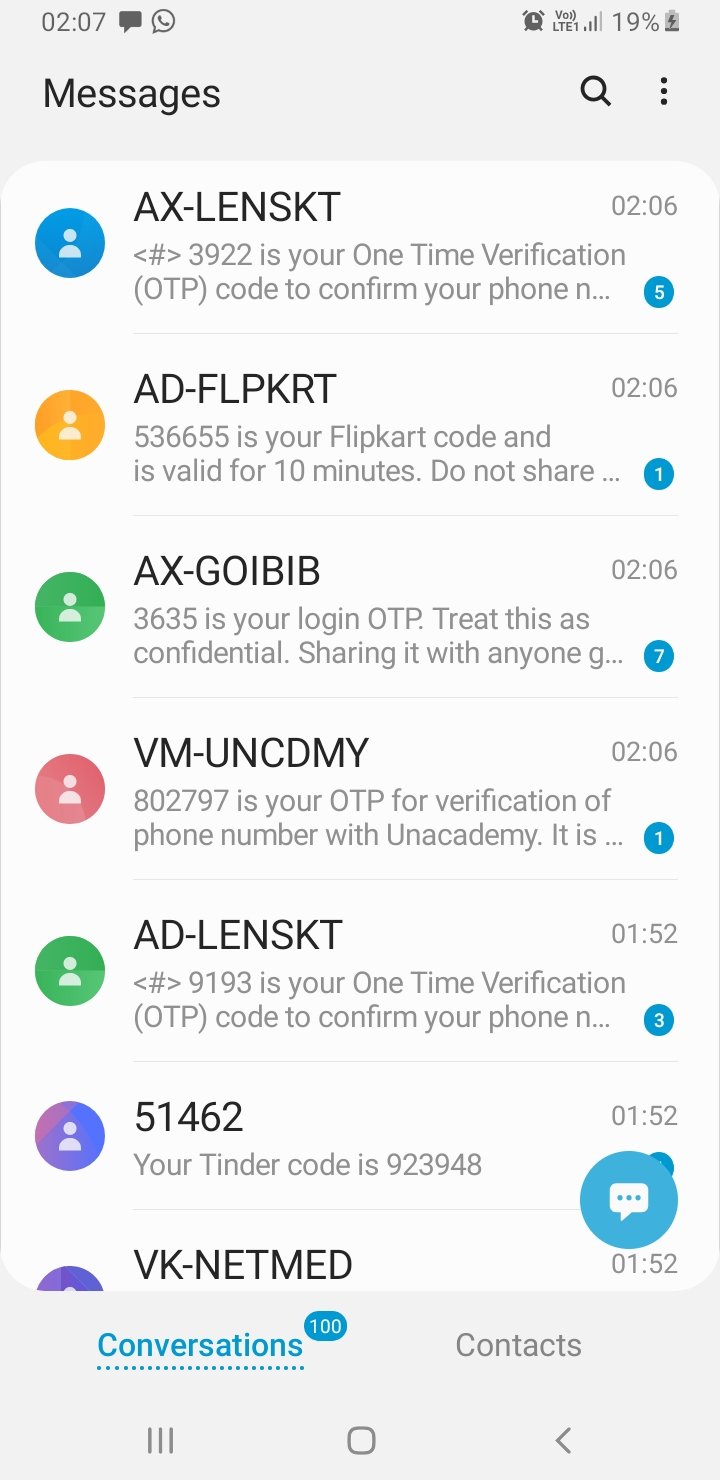 02:07 Vo)) LTE1 19%
Messages
AX-LENSKT 02:06
<#> 3922 is your One Time Verification
(OTP) code to confirm your phone n... 5
AD-FLPKRT 02:06
536655 is your Flipkart code and
is valid for 10 minutes. Do not share ... 1
AX-GOIBIB 02:06
3635 is your login OTP. Treat this as
confidential. Sharing it with anyone g... 7
VM-UNCDMY 02:06
802797 is your OTP for verification of
phone number with Unacademy. It is ... 1
AD-LENSKT 01:52
<#> 9193 is your One Time Verification
(OTP) code to confirm your phone n... 3
51462 01:52
Your Tinder code is 923948
VK-NETMED 01:52
Conversations 100 Contacts